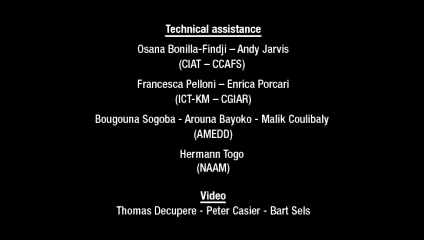 Technical assistance
Osana Bonilla-Findji – Andy Jarvis
(CIAT – CCAFS)
Francesca Pelloni – Enrica Porcari
(ICT-KM – CGIAR)
Bougouna Sogoba - Arouna Bayoko - Malik Coulibaly
(AMEDD)
Hermann Togo
(NAAM)
Video
Thomas Decupere - Peter Casier - Bart Sels